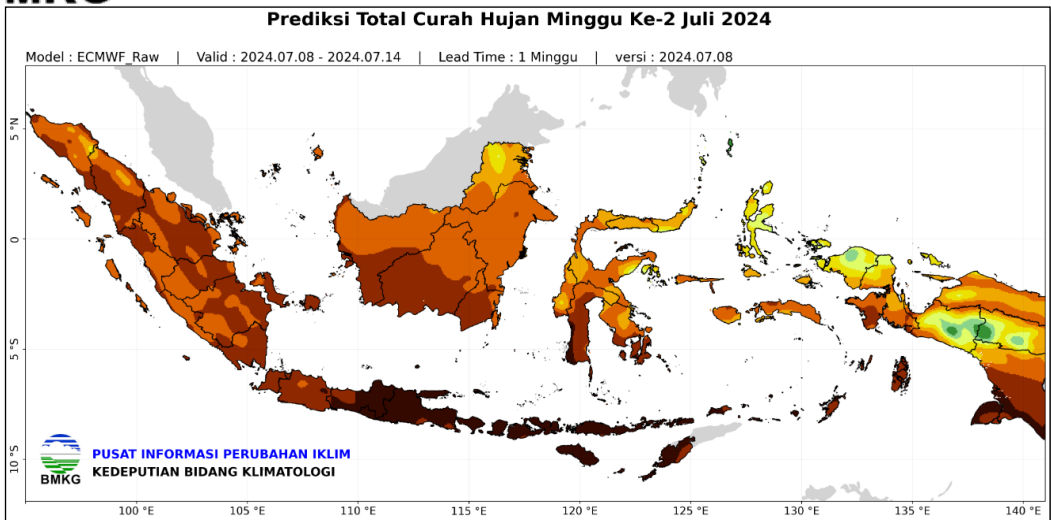 Prediksi Total Curah Hujan Minggu Ke-2 Juli 2024
Model : ECMWF_Raw | Valid : 2024.07.08 - 2024.07.14 | Lead Time : 1 Minggu | versi : 2024.07.08
5 °N
0
5 °S
10 °S
PUSAT INFORMASI PERUBAHAN IKLIM
KEDEPUTIAN BIDANG KLIMATOLOGI
BMKG
100 °E 105 °E 110 °E 115 °E 120 °E 125 °E 130 °E 135 °E 140 °E